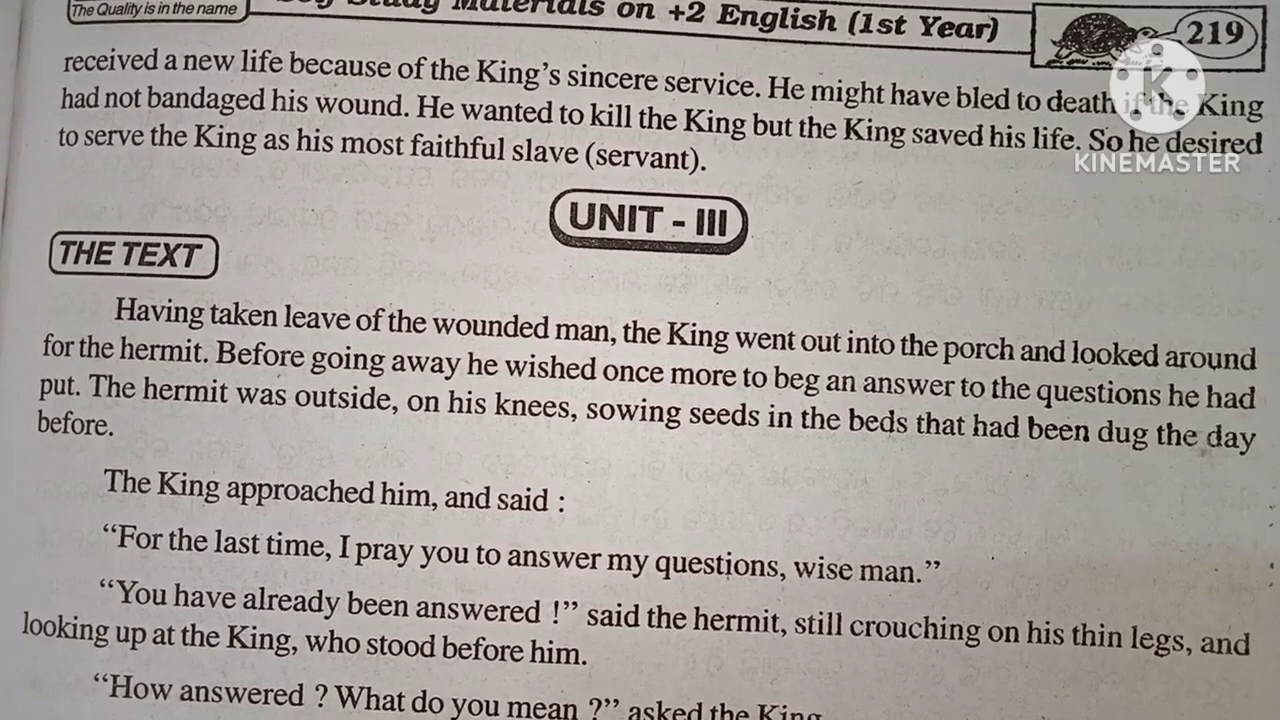 The Quality is in the name
Study Materials on +2 English (1st Year)
219
received a new life because of the King's sincere service. He might have bled to death if the King
had not bandaged his wound. He wanted to kill the King but the King saved his life. So he desired
to serve the King as his most faithful slave (servant).
K
KINEMASTER
UNIT - III
THE TEXT
Having taken leave of the wounded man, the King went out into the porch and looked around
for the hermit. Before going away he wished once more to beg an answer to the questions he had
put. The hermit was outside, on his knees, sowing seeds in the beds that had been dug the day
before.
The King approached him, and said :
“For the last time, I pray you to answer my questions, wise man.”
“You have already been answered !” said the hermit, still crouching on his thin legs, and
looking up at the King, who stood before him.
“How answered ? What do you mean ?” asked the King.